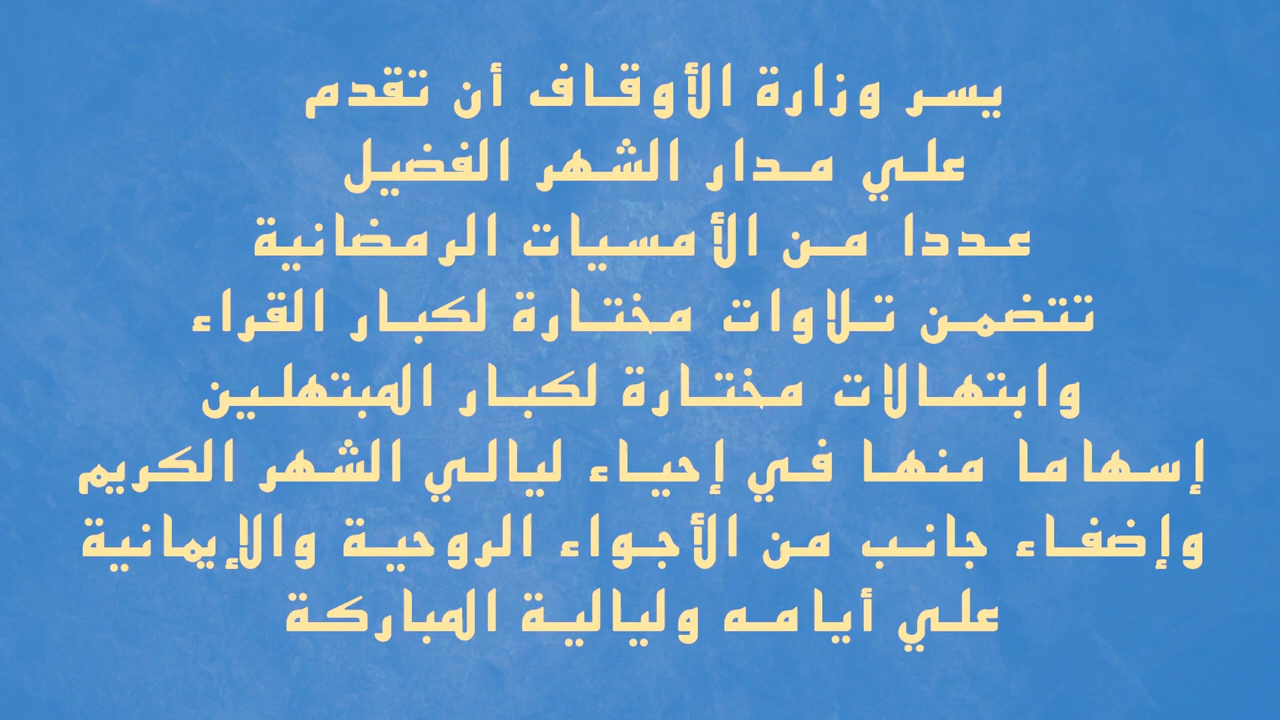 يسر وزارة الأوقاف أن تقدم
علي مدار الشهر الفضيل
عددا من الأمسيات الرمضانية
تتضمن تلاوات مختارة لكبار القراء
وابتهالات مختارة لكبار المبتهلين
إسهاما منها في إحياء ليالي الشهر الكريم
وإضفاء جانب من الأجواء الروحية والإيمانية
علي أيامه وليالية المباركة